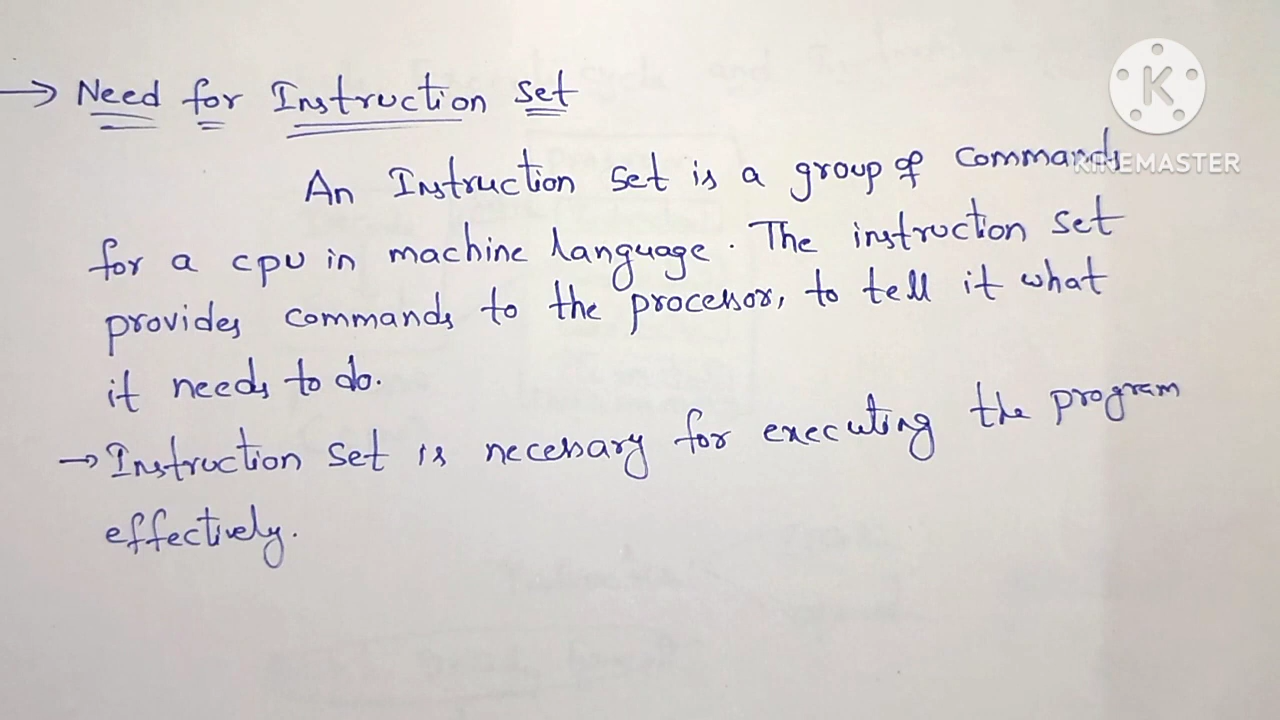 → Need for Instruction set
An Instruction set is a group of commands
for a cpu in machine language. The instruction set
provides commands to the processor, to tell it what
it needs to do.
→ Instruction set is necessary for executing the program
effectively.
K
KINEMASTER